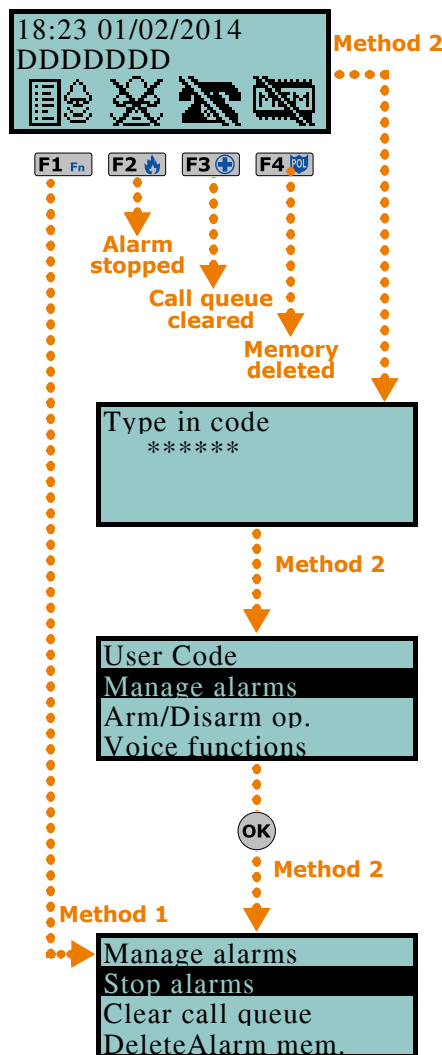 18:23 01/02/2014
DDDDDDD
Method 2
MEM
F1 Fn F2 F3 F4 POL
Alarm
stopped
Call queue
cleared
Memory
deleted
Type in code
******
Method 2
User Code
Manage alarms
Arm/Disarm op.
Voice functions
OK
Method 2
Method 1
Manage alarms
Stop alarms
Clear call queue
DeleteAlarm mem.